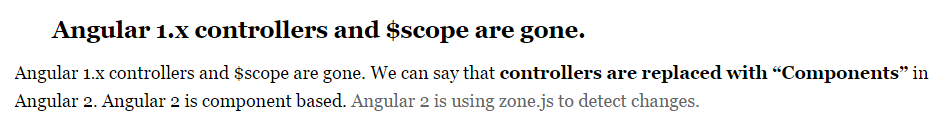 Angular 1.x controllers and $scope are gone.
Angular 1.x controllers and $scope are gone. We can say that controllers are replaced with “Components” in
Angular 2. Angular 2 is component based. Angular 2 is using zone.js to detect changes.